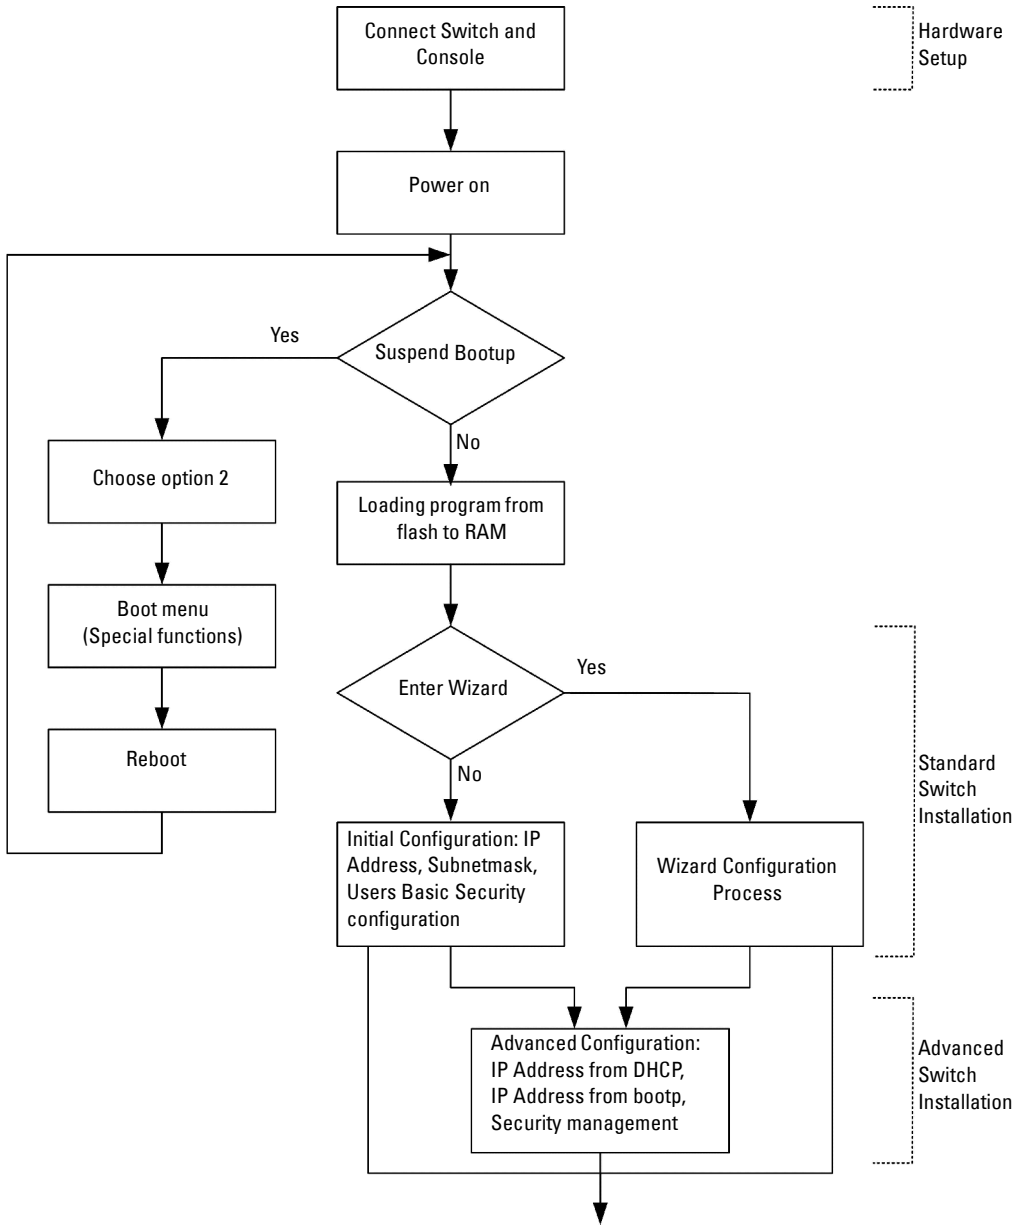 Connect Switch and
Console
Hardware
Setup
Power on
Yes
Suspend Bootup
No
Choose option 2
Loading program from
flash to RAM
Boot menu
(Special functions)
Yes
Enter Wizard
Reboot
No
Standard
Switch
Installation
Initial Configuration: IP
Address, Subnetmask,
Users Basic Security
configuration
Wizard Configuration
Process
Advanced Configuration:
IP Address from DHCP,
IP Address from bootp,
Security management
Advanced
Switch
Installation